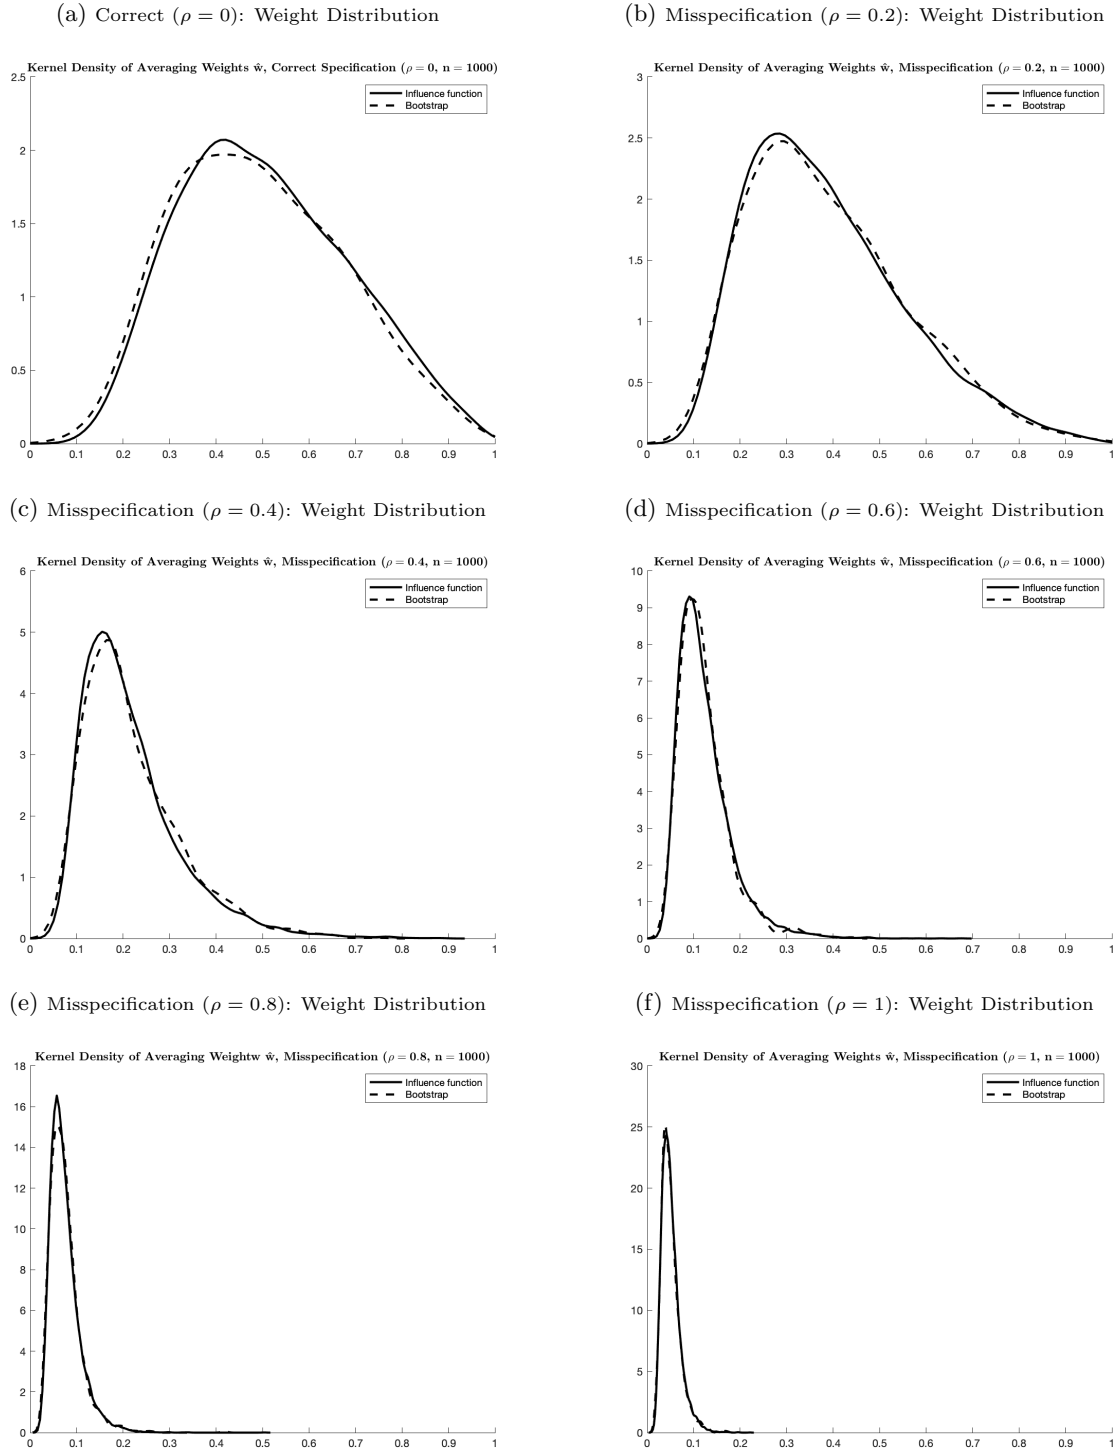 (a) Correct (ρ = 0): Weight Distribution
Kernel Density of Averaging Weights ŵ, Correct Specification (ρ = 0, n = 1000)
2.5
2
1.5
1
0.5
0
0 0.1 0.2 0.3 0.4 0.5 0.6 0.7 0.8 0.9 1
Influence function
Bootstrap
(b) Misspecification (ρ = 0.2): Weight Distribution
Kernel Density of Averaging Weights ŵ, Misspecification (ρ = 0.2, n = 1000)
3
2.5
2
1.5
1
0.5
0
0 0.1 0.2 0.3 0.4 0.5 0.6 0.7 0.8 0.9 1
Influence function
Bootstrap
(c) Misspecification (ρ = 0.4): Weight Distribution
Kernel Density of Averaging Weights ŵ, Misspecification (ρ = 0.4, n = 1000)
6
5
4
3
2
1
0
0 0.1 0.2 0.3 0.4 0.5 0.6 0.7 0.8 0.9 1
Influence function
Bootstrap
(d) Misspecification (ρ = 0.6): Weight Distribution
Kernel Density of Averaging Weights ŵ, Misspecification (ρ = 0.6, n = 1000)
10
9
8
7
6
5
4
3
2
1
0
0 0.1 0.2 0.3 0.4 0.5 0.6 0.7 0.8 0.9 1
Influence function
Bootstrap
(e) Misspecification (ρ = 0.8): Weight Distribution
Kernel Density of Averaging Weightw ŵ, Misspecification (ρ = 0.8, n = 1000)
18
16
14
12
10
8
6
4
2
0
0 0.1 0.2 0.3 0.4 0.5 0.6 0.7 0.8 0.9 1
Influence function
Bootstrap
(f) Misspecification (ρ = 1): Weight Distribution
Kernel Density of Averaging Weights ŵ, Misspecification (ρ = 1, n = 1000)
30
25
20
15
10
5
0
0 0.1 0.2 0.3 0.4 0.5 0.6 0.7 0.8 0.9 1
Influence function
Bootstrap